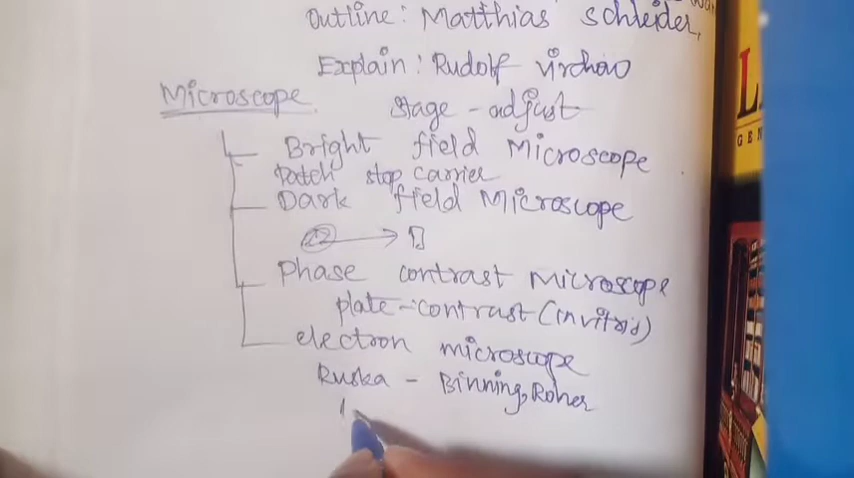 Outline: Matthias Schleider,
Explain: Rudolf virchow
Microscope
stage - adjust
Bright field Microscope
Patch stop carrier
Dark field Microscope
Phase contrast Microscope
plate - contrast (invitro)
electron microscope
Ruska - Binning, Roher